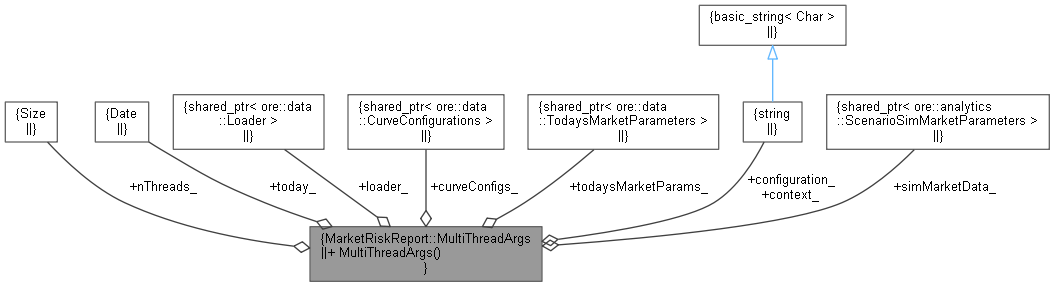 {basic_string< Char >
||}
{Size
||}
{Date
||}
{shared_ptr< ore::data
::Loader >
||}
{shared_ptr< ore::data
::CurveConfigurations >
||}
{shared_ptr< ore::data
::TodaysMarketParameters >
||}
{string
||}
{shared_ptr< ore::analytics
::ScenarioSimMarketParameters >
||}
+nThreads_
+today_
+loader_
+curveConfigs_
+todaysMarketParams_
+configuration_
+context_
+simMarketData_
{MarketRiskReport::MultiThreadArgs
||+ MultiThreadArgs()
}